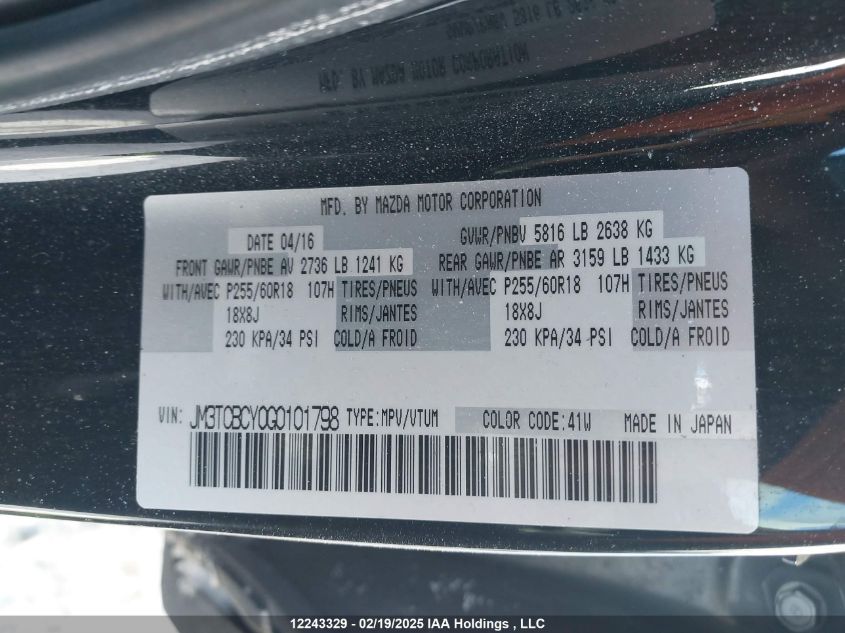 MFD. BY MAZDA MOTOR CORPORATION
DATE 04/16 GVWR/PNBV 5816 LB 2638 KG
FRONT GAWR/PNBE AV 2736 LB 1241 KG REAR GAWR/PNBE AR 3159 LB 1433 KG
WITH/AVEC P255/60R18 107H TIRES/PNEUS WITH/AVEC P255/60R18 107H TIRES/PNEUS
18X8J RIMS/JANTES 18X8J RIMS/JANTES
230 KPA/34 PSI COLD/A FROID 230 KPA/34 PSI COLD/A FROID
VIN: JM3TCBCY0G0101798 TYPE:MPV/VTUM COLOR CODE:41W MADE IN JAPAN
12243329 - 02/19/2025 IAA Holdings , LLC